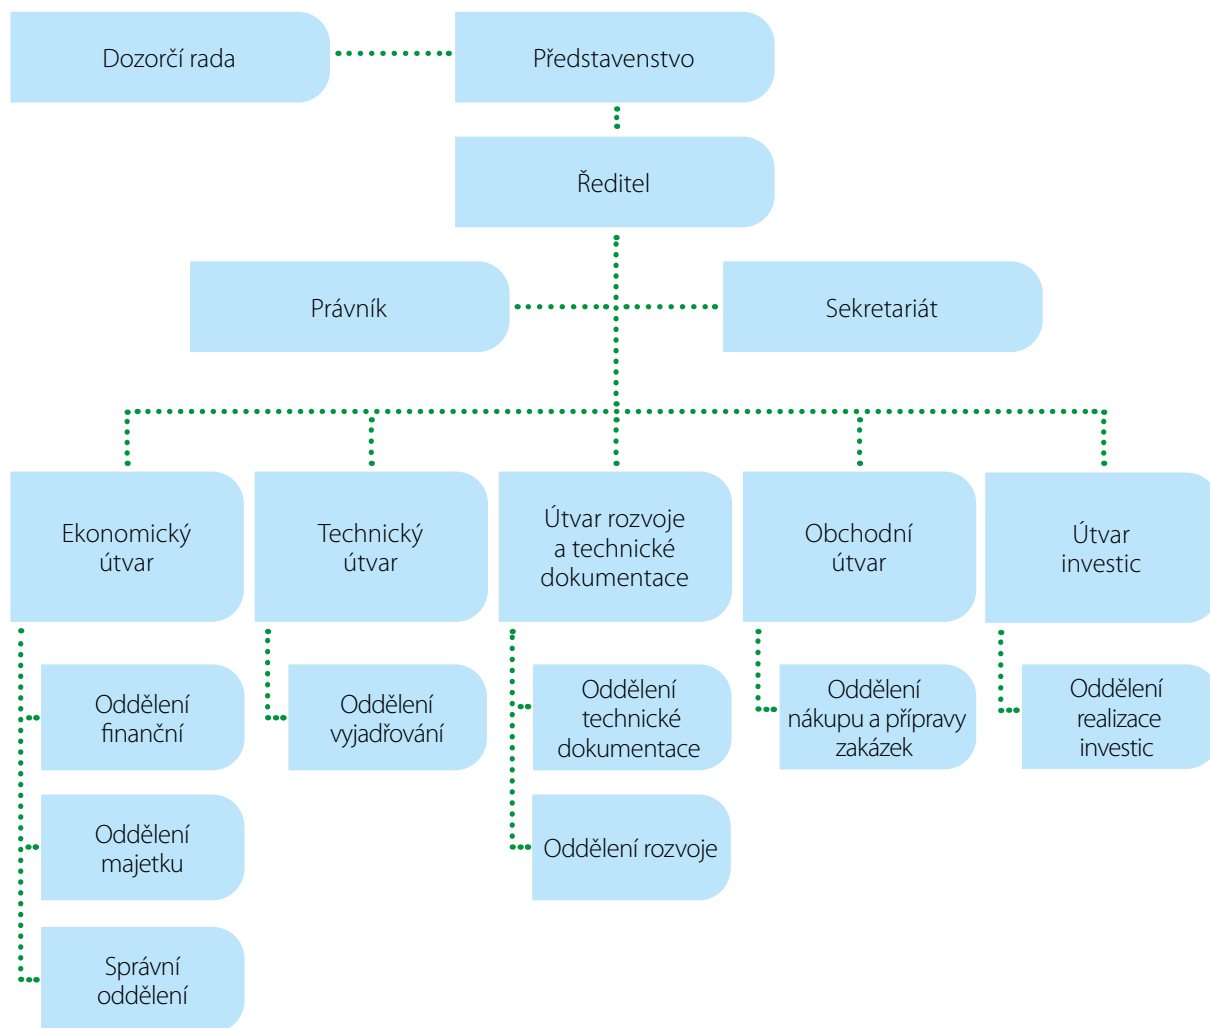 Dozorčí rada
Představenstvo
Ředitel
Právník
Sekretariát
Ekonomický
útvar
Technický
útvar
Útvar rozvoje
a technické
dokumentace
Obchodní
útvar
Útvar
investic
Oddělení
finanční
Oddělení
vyjadřování
Oddělení
technické
dokumentace
Oddělení
nákupu a přípravy
zakázek
Oddělení
realizace
investic
Oddělení
majetku
Oddělení rozvoje
Správní
oddělení